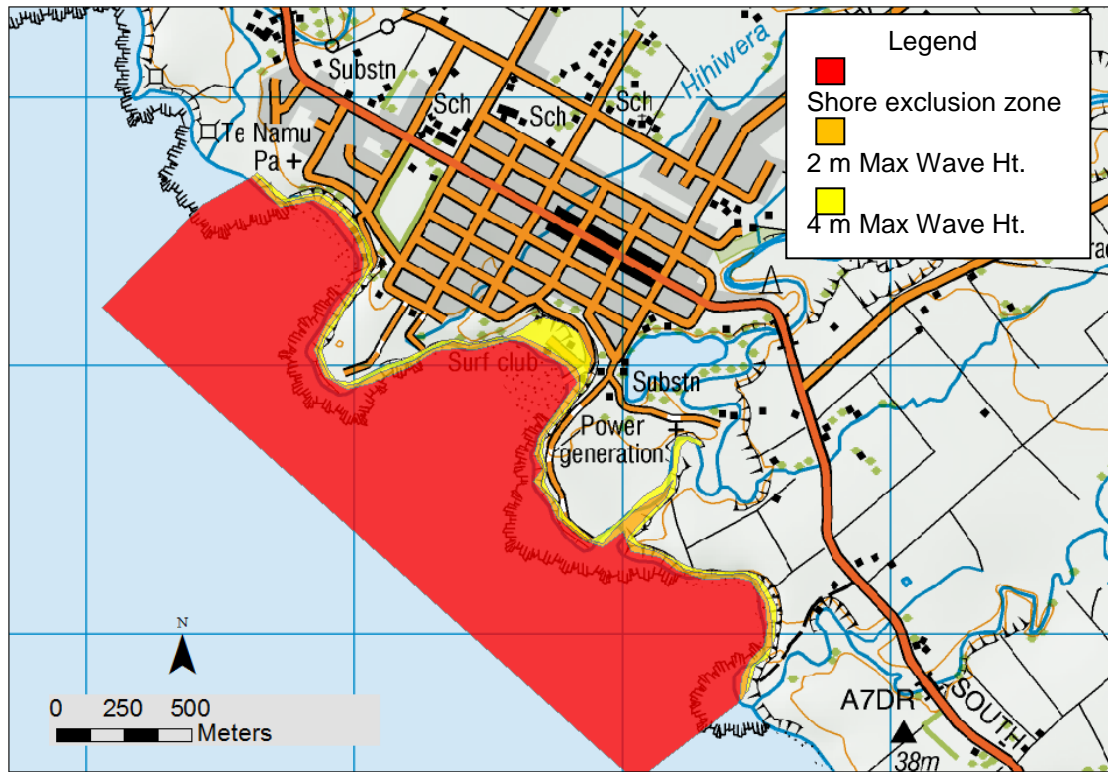 Legend
Shore exclusion zone
2 m Max Wave Ht.
4 m Max Wave Ht.
Substn
Hihiwera
Sch
Sch
Sch
Te Namu
Pa
Surf club
Substn
Power
generation
N
0 250 500
Meters
A7DR
SOUTH
38m